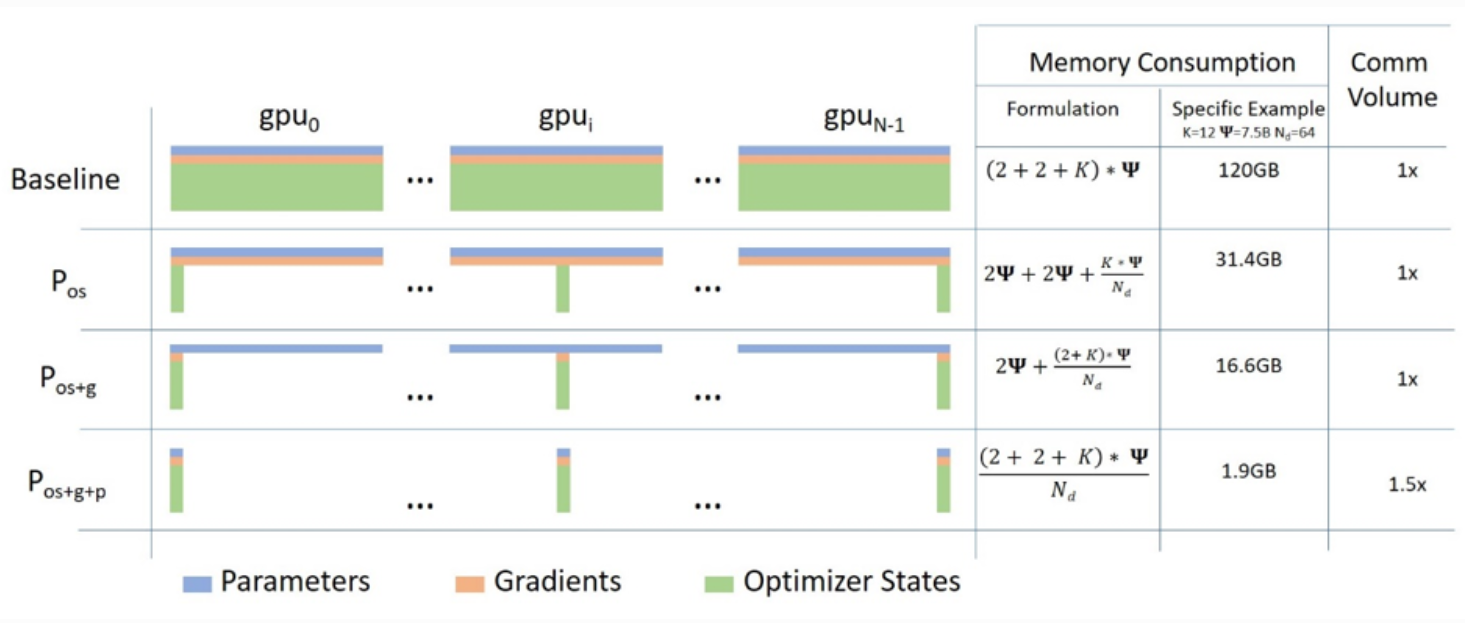 Memory Consumption
Comm
Volume
gpu0
gpui
gpuN-1
Formulation
Specific Example
K=12 Ψ=7.5B Nd=64
Baseline
...
...
(2 + 2 + K) * Ψ
120GB
1x
Pos
...
...
2Ψ + 2Ψ + K * Ψ / Nd
31.4GB
1x
Pos+g
...
...
2Ψ + (2+ K)* Ψ / Nd
16.6GB
1x
Pos+g+p
...
...
(2 + 2 + K) * Ψ / Nd
1.9GB
1.5x
Parameters
Gradients
Optimizer States